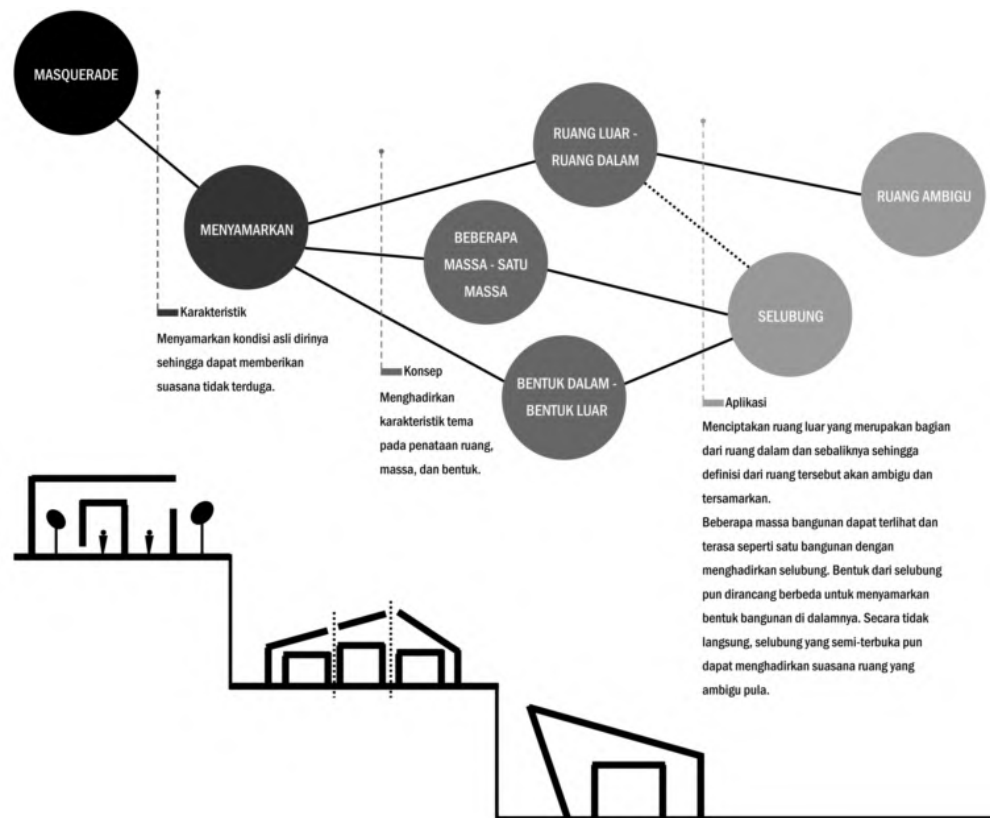 MASQUERADE
MENYAMARKAN
RUANG LUAR -
RUANG DALAM
BEBERAPA
MASSA - SATU
MASSA
BENTUK DALAM -
BENTUK LUAR
RUANG AMBIGU
SELUBUNG
Karakteristik
Menyamarkan kondisi asli dirinya
sehingga dapat memberikan
suasana tidak terduga.
Konsep
Menghadirkan
karakteristik tema
pada penataan ruang,
massa, dan bentuk.
Aplikasi
Menciptakan ruang luar yang merupakan bagian
dari ruang dalam dan sebaliknya sehingga
definisi dari ruang tersebut akan ambigu dan
tersamarkan.
Beberapa massa bangunan dapat terlihat dan
terasa seperti satu bangunan dengan
menghadirkan selubung. Bentuk dari selubung
pun dirancang berbeda untuk menyamarkan
bentuk bangunan di dalamnya. Secara tidak
langsung, selubung yang semi-terbuka pun
dapat menghadirkan suasana ruang yang
ambigu pula.